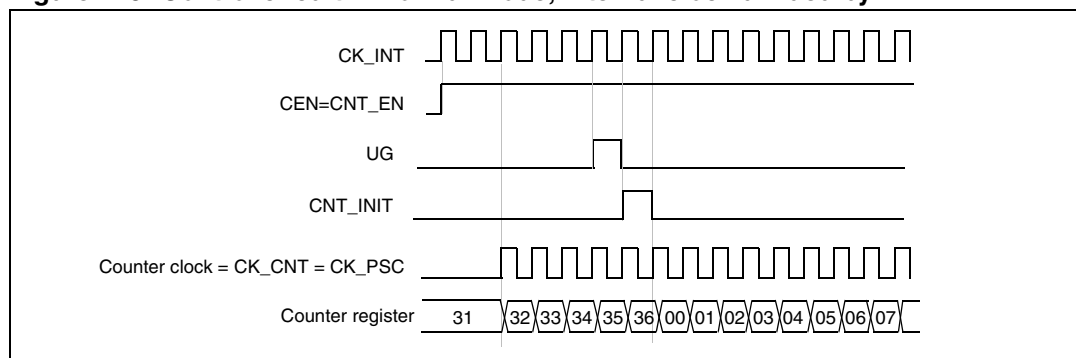 CK_INT
CEN=CNT_EN
UG
CNT_INIT
Counter clock = CK_CNT = CK_PSC
Counter register 31 32 33 34 35 36 00 01 02 03 04 05 06 07